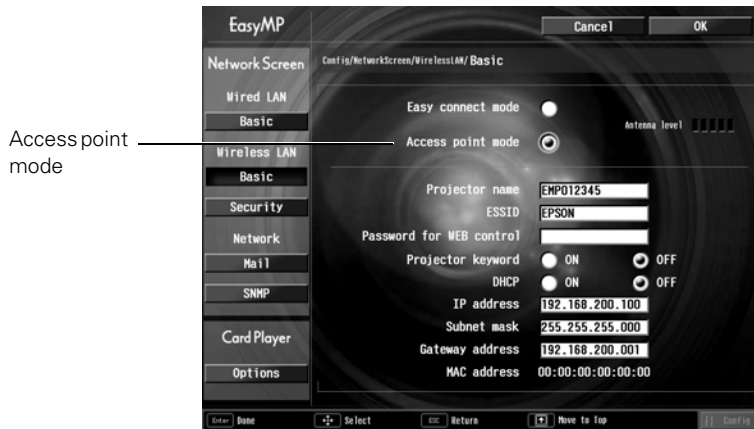 EasyMP
Cancel
OK
Network Screen
Config/NetworkScreen/WirelessLAN/Basic
Wired LAN
Basic
Wireless LAN
Basic
Security
Network
Mail
SNMP
Card Player
Options
Access point
mode
Easy connect mode
Antenna level
Access point mode
Projector name EMP012345
ESSID EPSON
Password for WEB control
Projector keyword ON OFF
DHCP ON OFF
IP address 192.168.200.100
Subnet mask 255.255.255.000
Gateway address 192.168.200.001
MAC address 00:00:00:00:00:00
Enter Done
Select
ESC Return
Move to Top
Config